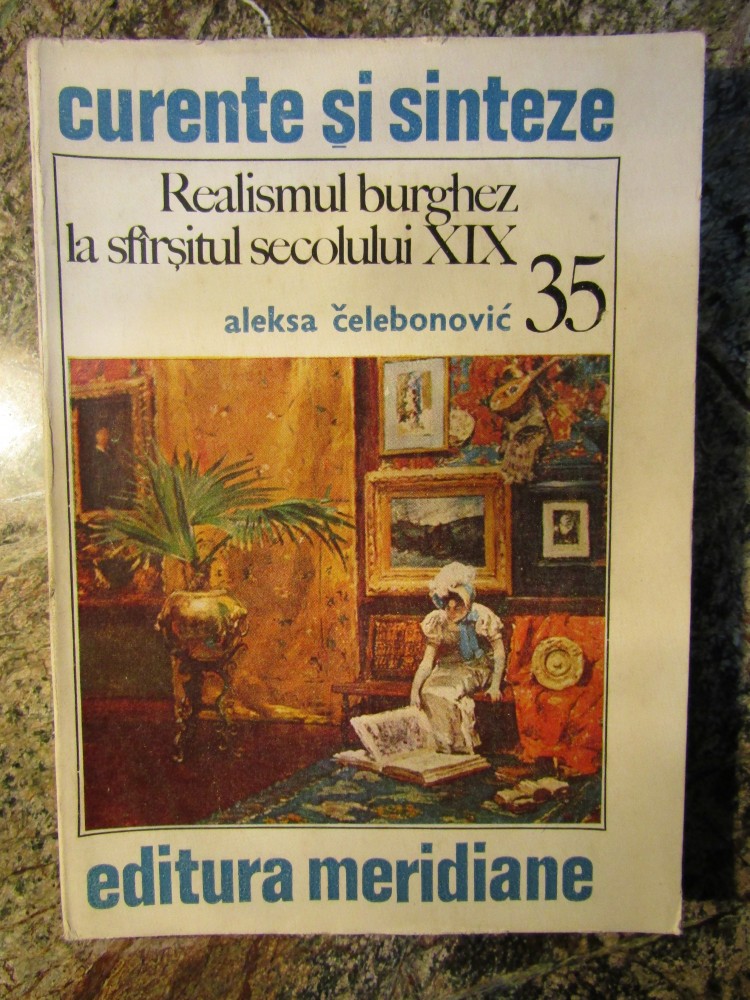 curente și sinteze
Realismul burghez
la sfîrșitul secolului XIX
35
aleksa čelebonović
editura meridiane